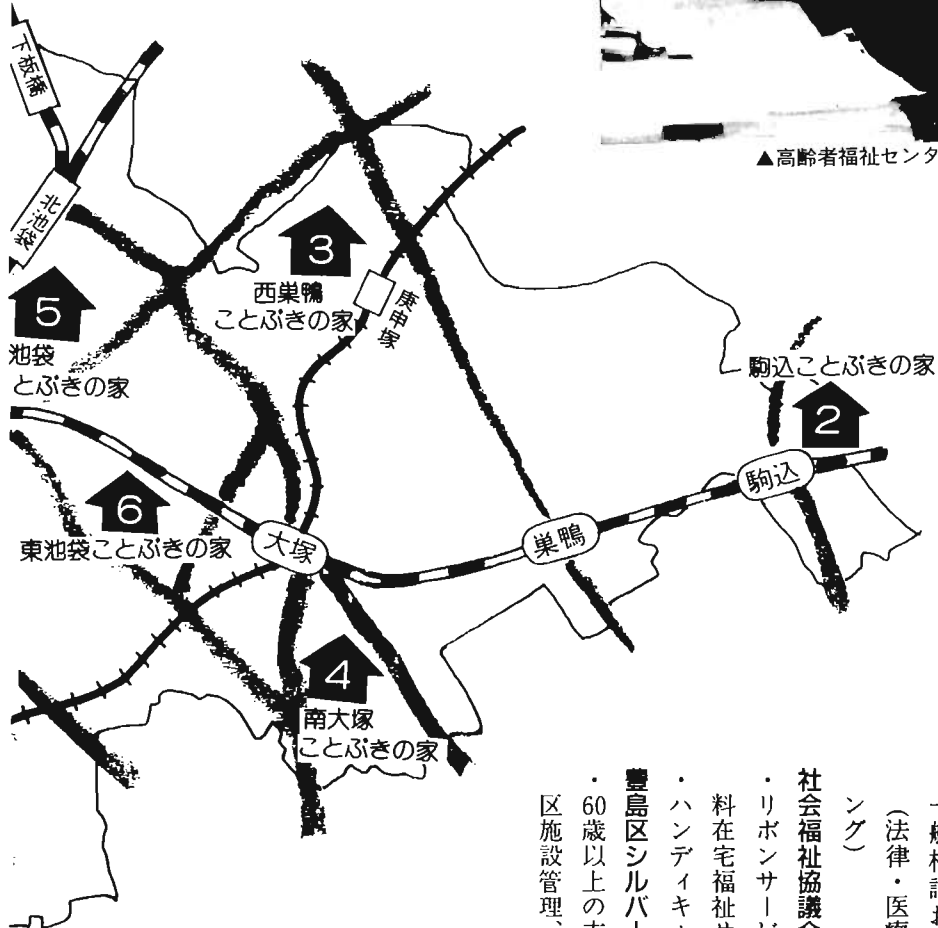 下板橋
北池袋
▲高齢者福祉センタ
3
西巣鴨
ことぶきの家
庚申塚
5
池袋
とぶきの家
駒込ことぶきの家
2
駒込
6
東池袋ことぶきの家
大塚
巣鴨
4
南大塚
ことぶきの家
(法律・医療
ング)
社会福祉協議会
・リボンサービ
料在宅福祉サ
・ハンディキャ
豊島区シルバー
・60歳以上の
区施設管理、